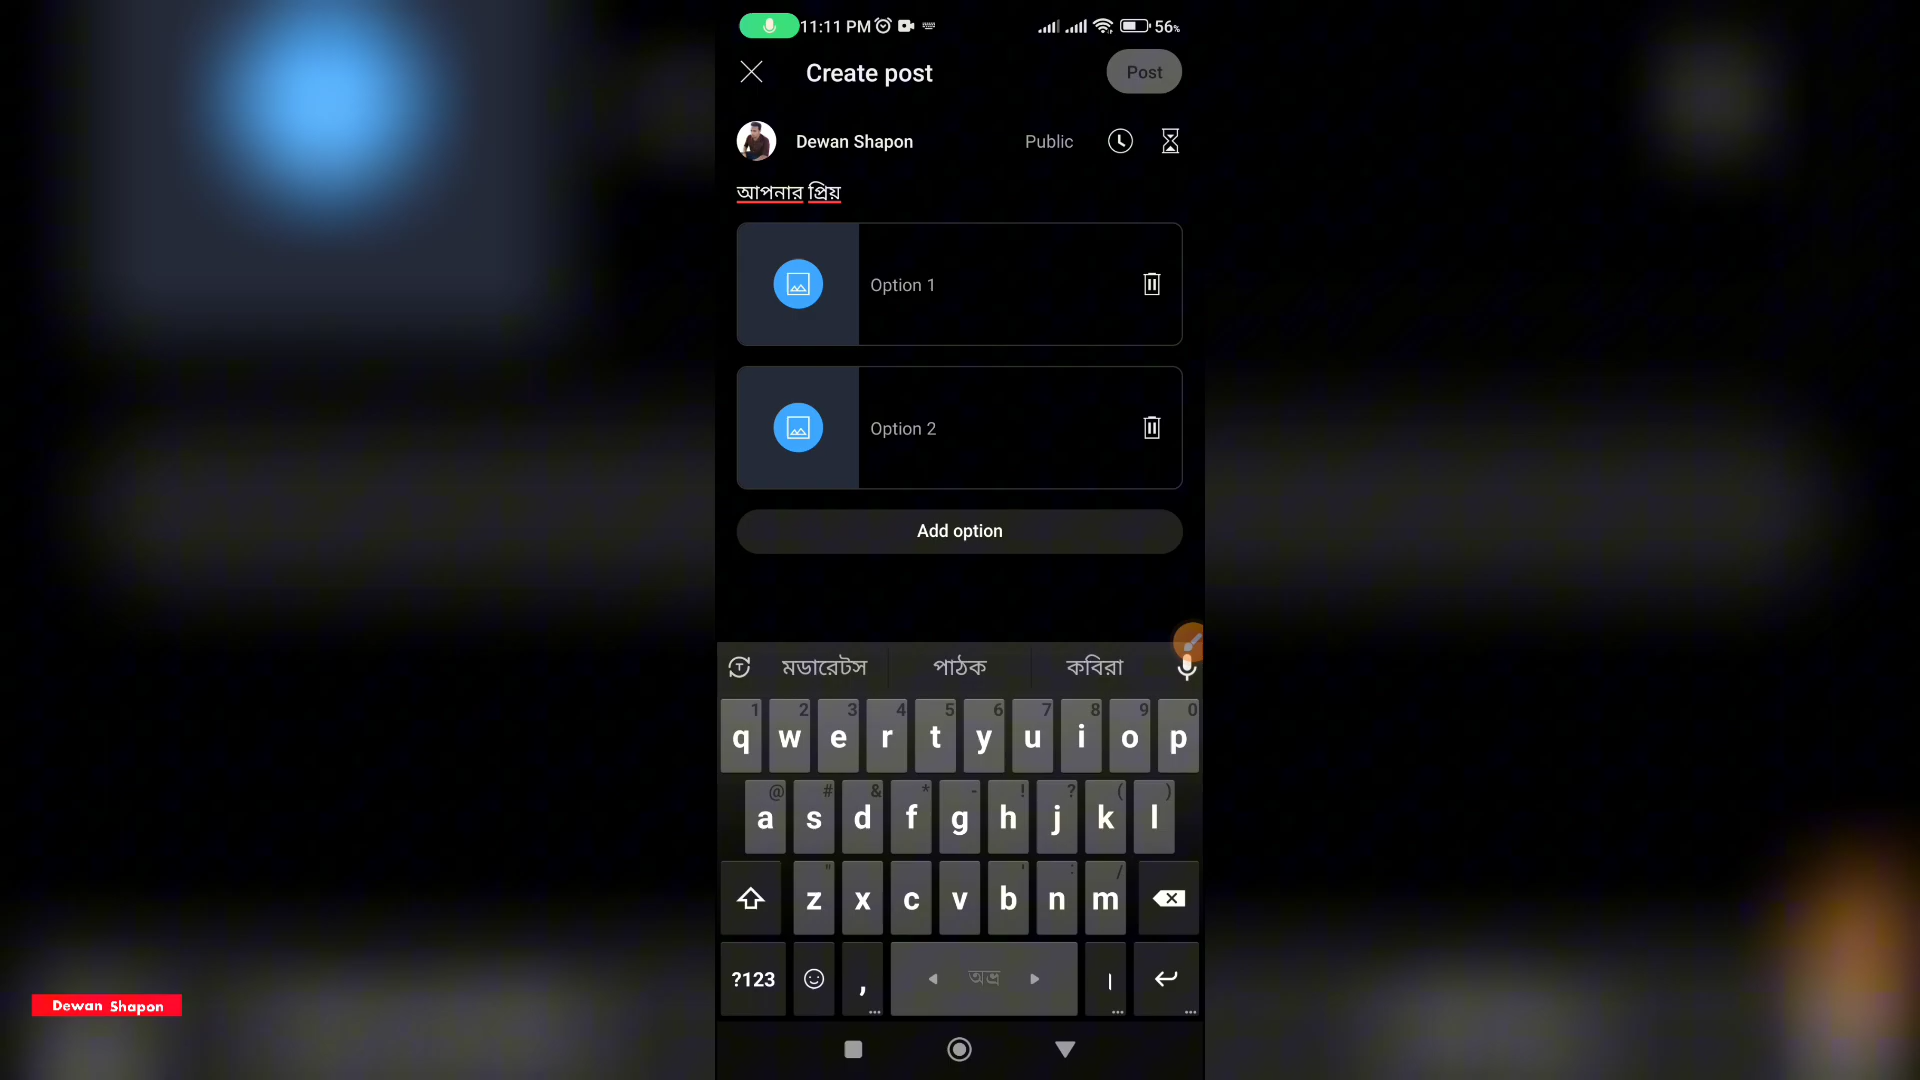 11:11 PM 56%
Create post Post
Dewan Shapon Public
আপনার প্রিয়
Option 1
Option 2
Add option
মডারেটস পাঠক কবিরা
1 2 3 4 5 6 7 8 9 0
q w e r t y u i o p
@ # & * - ! ? ( )
a s d f g h j k l
" ' : /
z x c v b n m
?123 , অভ্র ।
Dewan Shapon